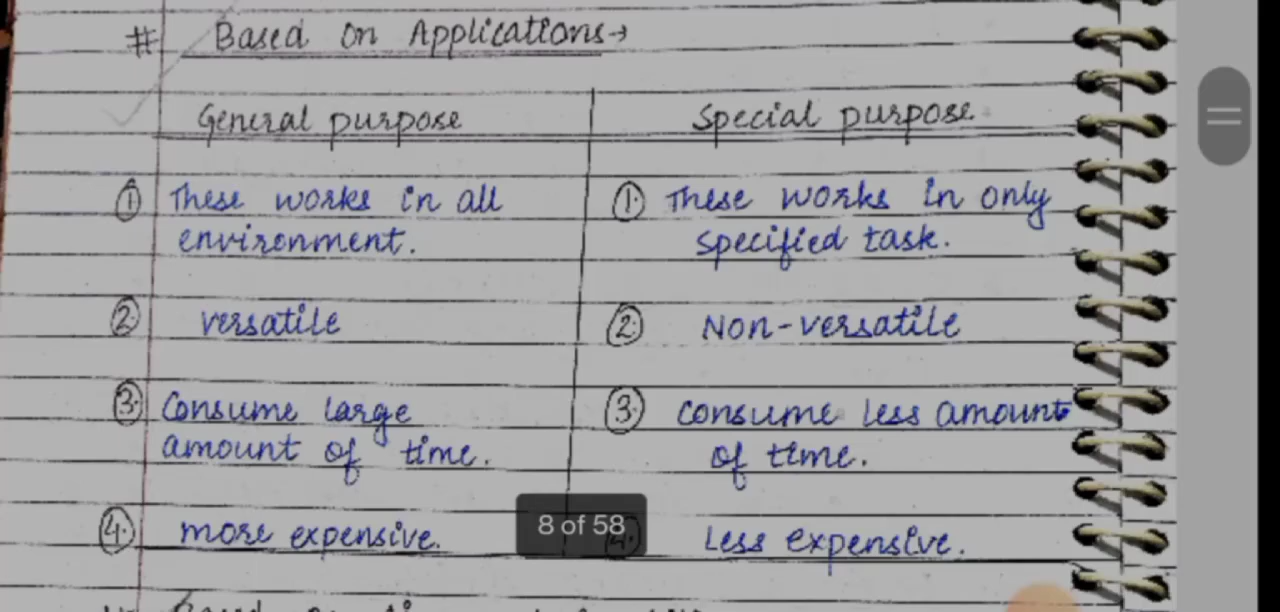 # Based On Applications→
General purpose Special purpose
① These works in all ① These works in only
environment. specified task.
② versatile ② Non-versatile
③ Consume large ③ consume less amount
amount of time. of time.
④ more expensive. Less expensive.
8 of 58